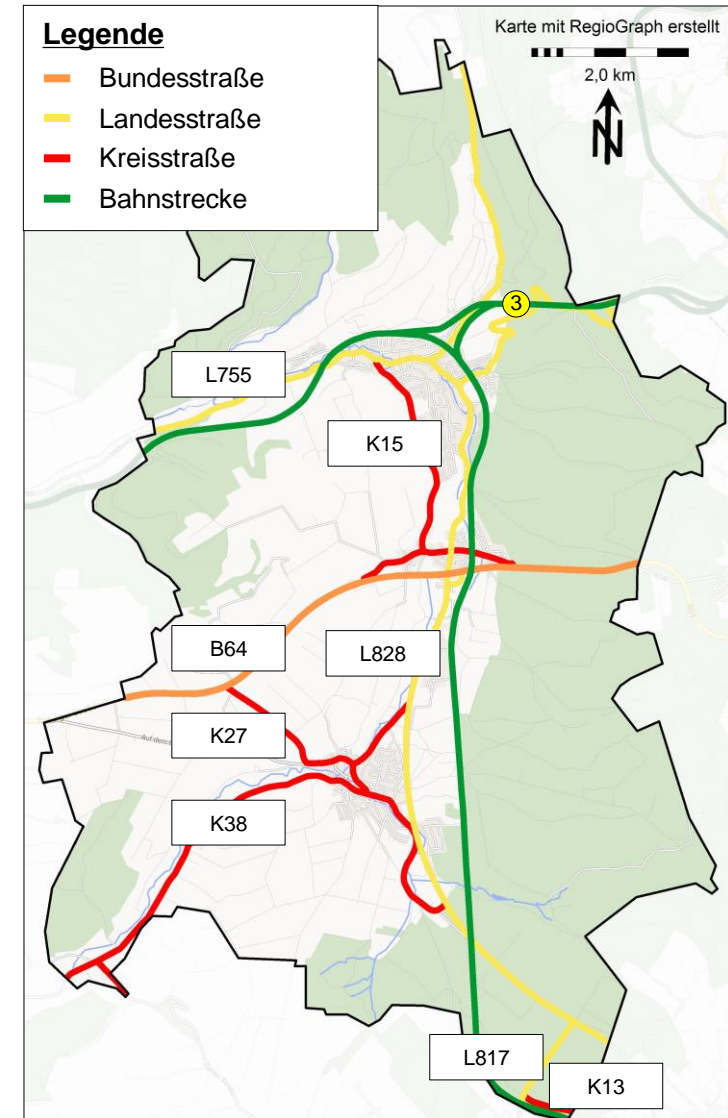 Legende
Bundesstraße
Landesstraße
Kreisstraße
Bahnstrecke
Karte mit RegioGraph erstellt
2,0 km
N
3
L755
K15
B64
L828
K27
K38
L817
K13